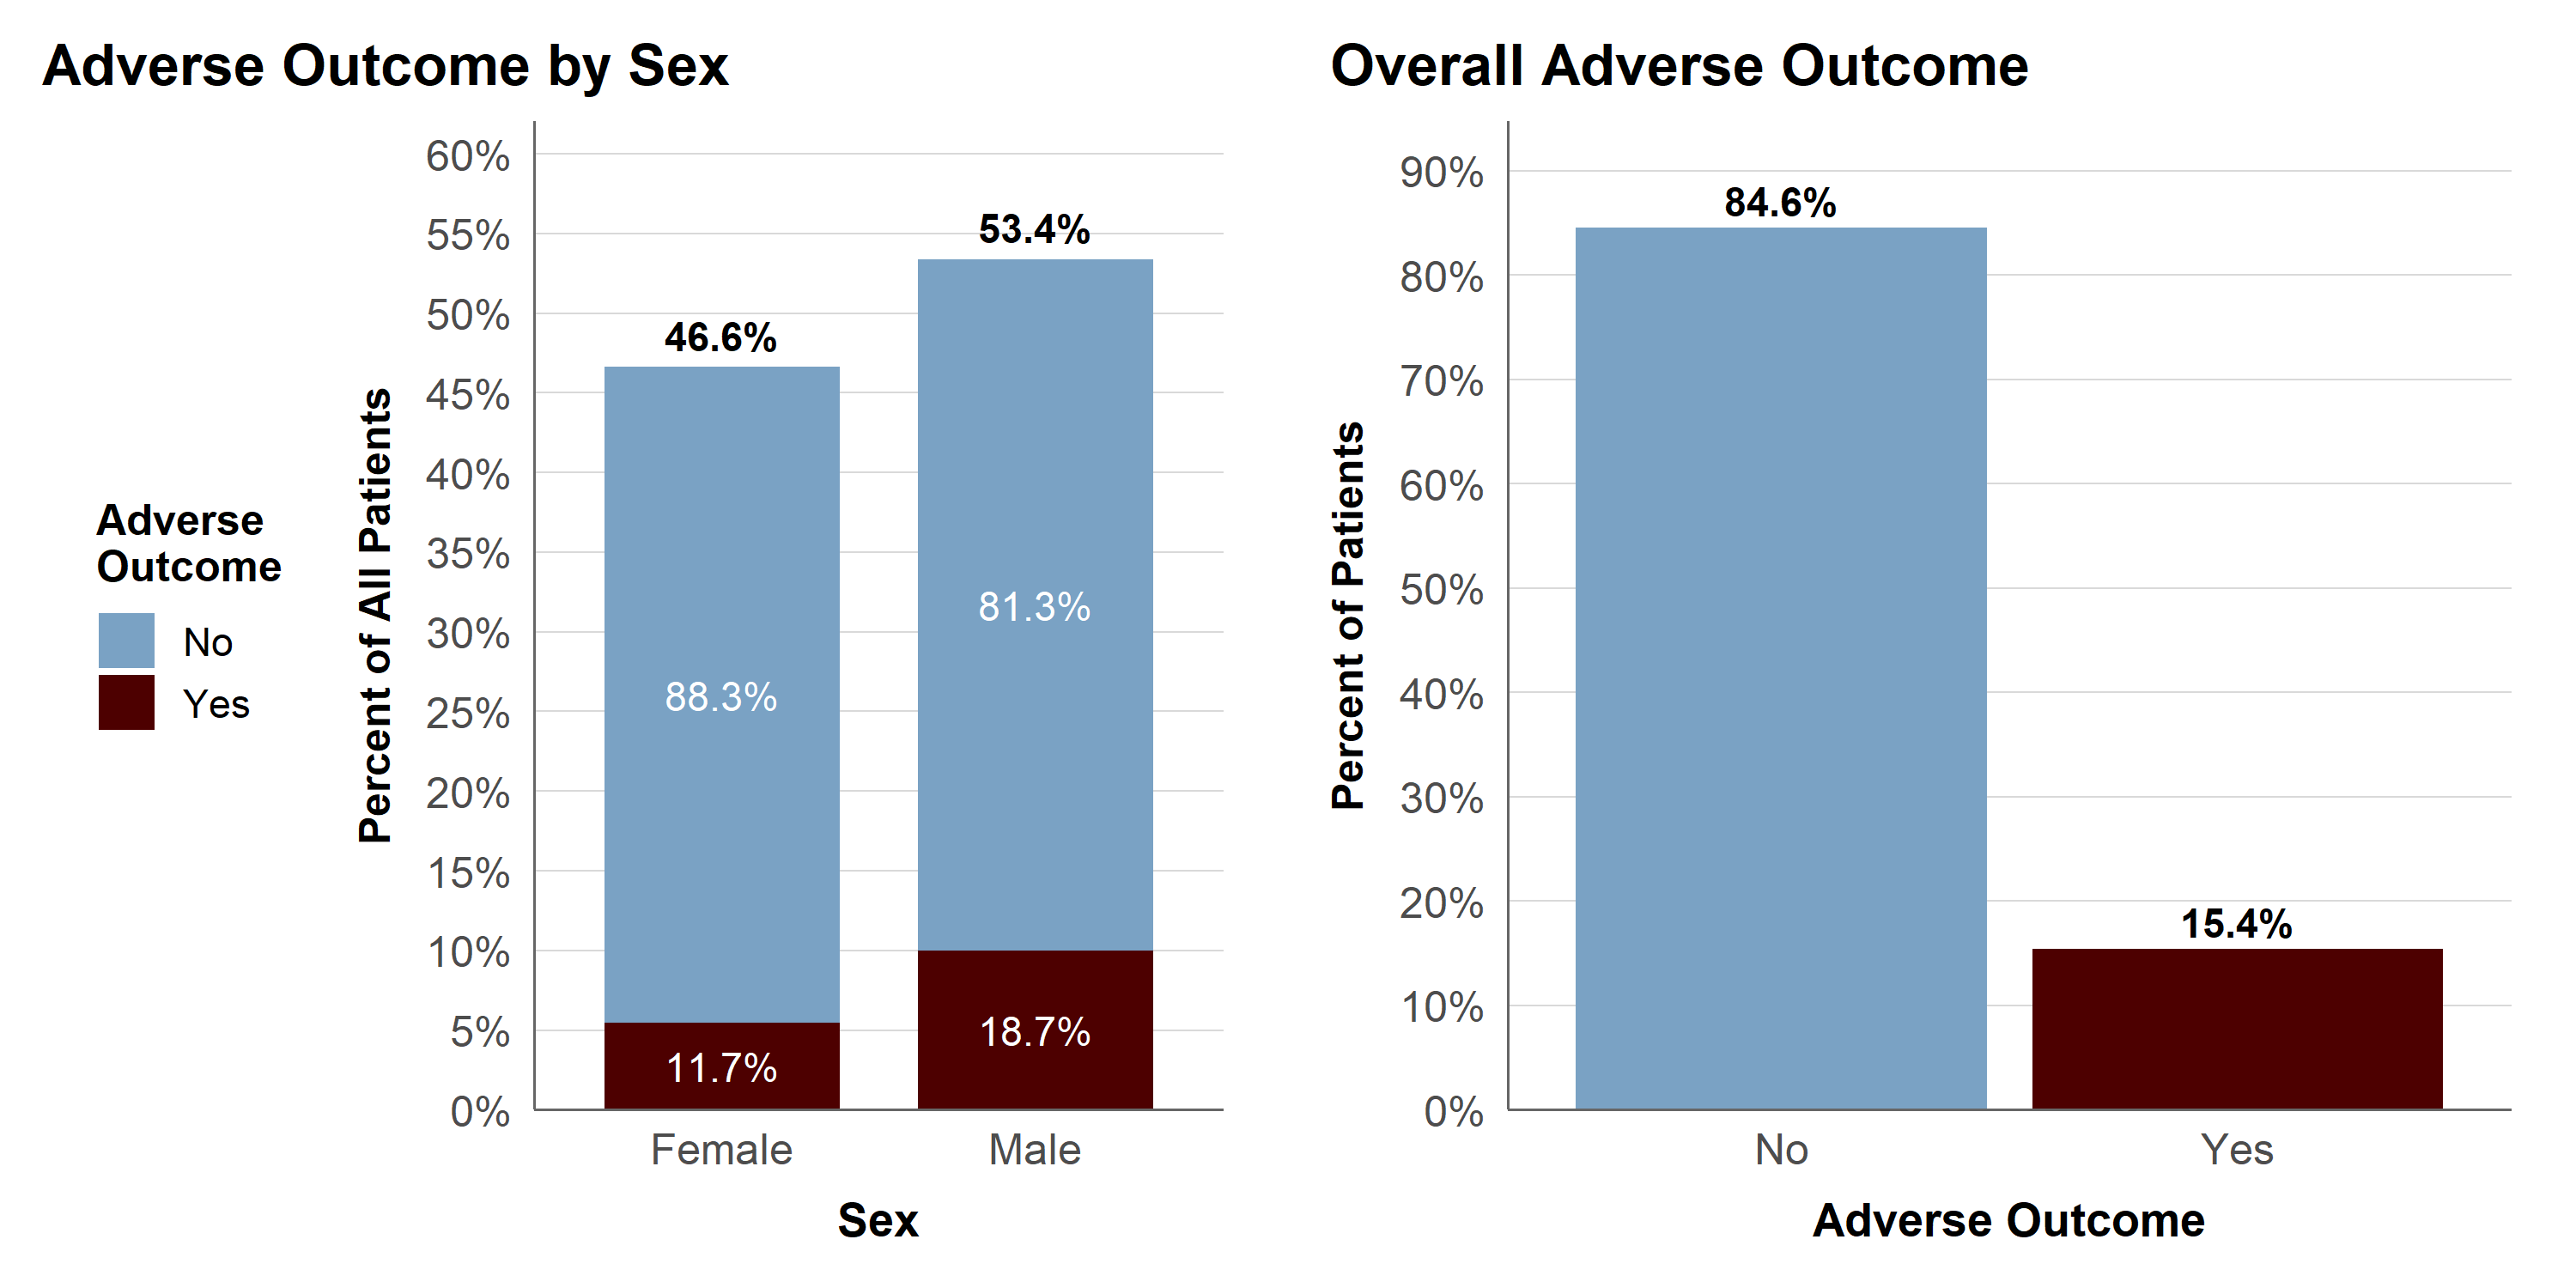 Adverse Outcome by Sex
Adverse
Outcome
No
Yes
Percent of All Patients
60%
55%
50%
45%
40%
35%
30%
25%
20%
15%
10%
5%
0%
46.6%
88.3%
11.7%
53.4%
81.3%
18.7%
Female
Male
Sex
Overall Adverse Outcome
Percent of Patients
90%
80%
70%
60%
50%
40%
30%
20%
10%
0%
84.6%
15.4%
No
Yes
Adverse Outcome